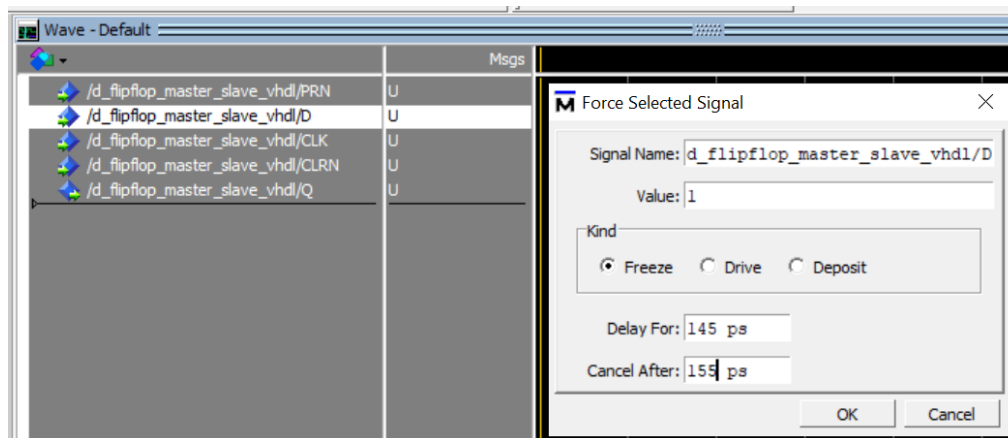 Wave - Default
Msgs
/d_flipflop_master_slave_vhdl/PRN U
/d_flipflop_master_slave_vhdl/D U
/d_flipflop_master_slave_vhdl/CLK U
/d_flipflop_master_slave_vhdl/CLRN U
/d_flipflop_master_slave_vhdl/Q U
M Force Selected Signal
Signal Name: d_flipflop_master_slave_vhdl/D
Value: 1
Kind
Freeze Drive Deposit
Delay For: 145 ps
Cancel After: 155 ps
OK Cancel